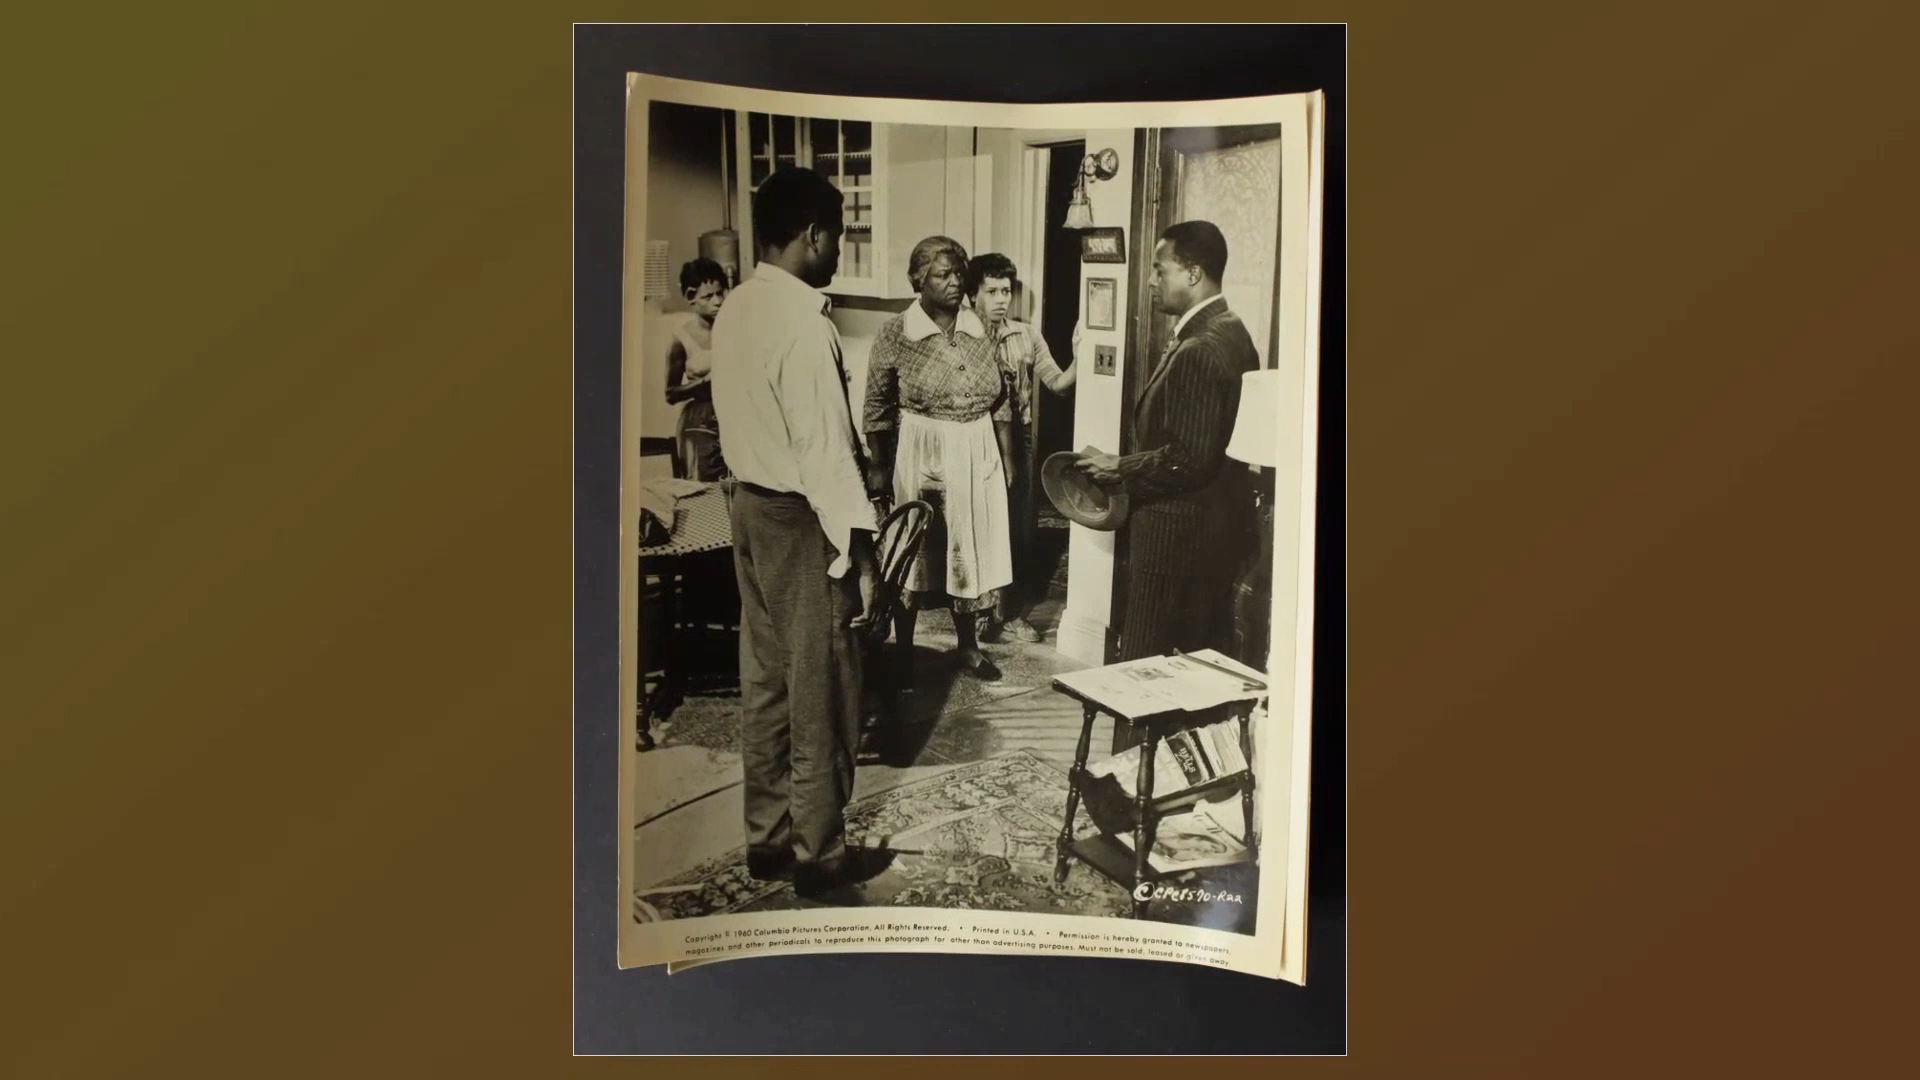 ©CPC8570-Raa
Copyright © 1960 Columbia Pictures Corporation, All Rights Reserved. • Printed in U.S.A. • Permission is hereby granted to newspapers,
magazines and other periodicals to reproduce this photograph for other than advertising purposes. Must not be sold, leased or given away.